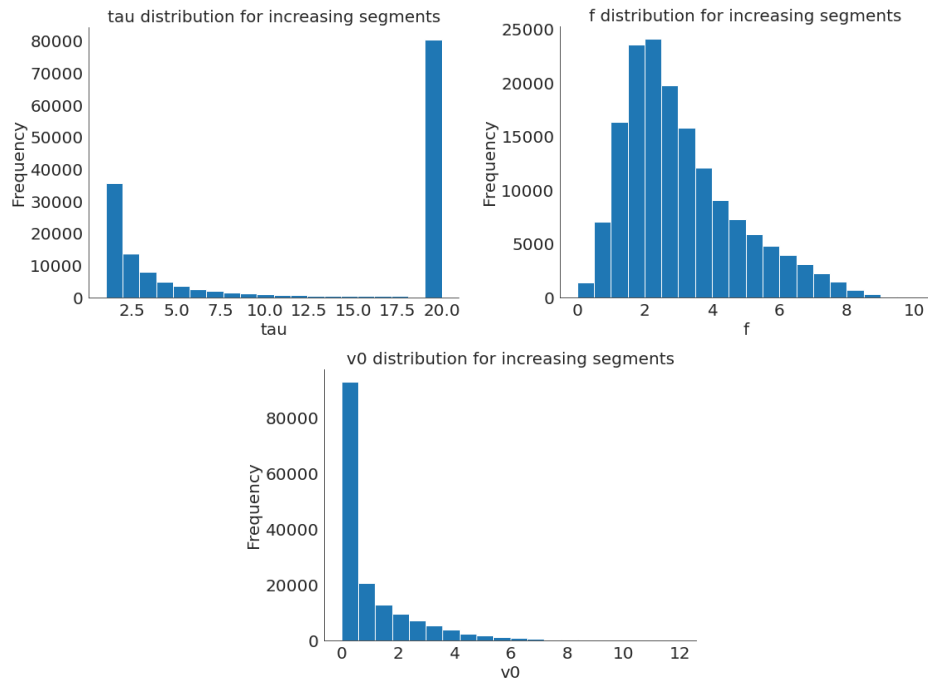 tau distribution for increasing segments
80000
70000
60000
50000
40000
30000
20000
10000
0
Frequency
2.5 5.0 7.5 10.0 12.5 15.0 17.5 20.0
tau
f distribution for increasing segments
25000
20000
15000
10000
5000
0
Frequency
0 2 4 6 8 10
f
v0 distribution for increasing segments
80000
60000
40000
20000
0
Frequency
0 2 4 6 8 10 12
v0